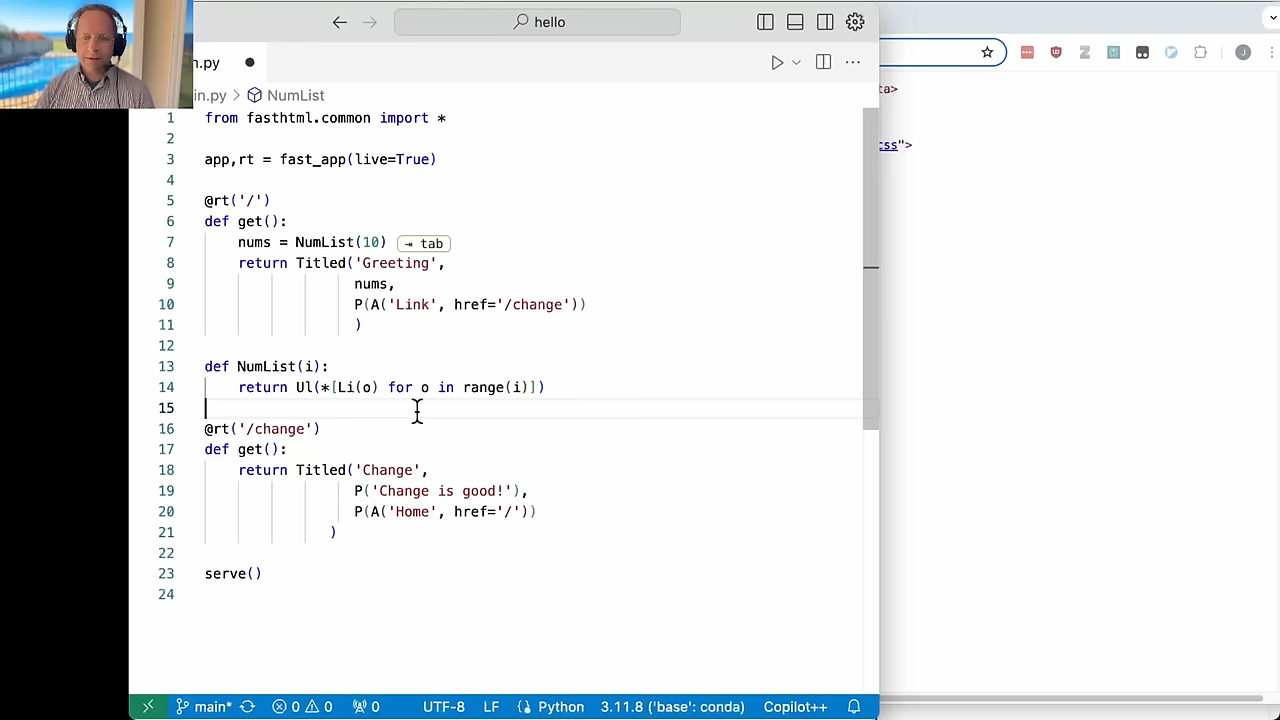 hello
n.py
in.py > NumList
1 from fasthtml.common import *
2
3 app,rt = fast_app(live=True)
4
5 @rt('/')
6 def get():
7 nums = NumList(10) ⇥ tab
8 return Titled('Greeting',
9 nums,
10 P(A('Link', href='/change'))
11 )
12
13 def NumList(i):
14 return Ul(*[Li(o) for o in range(i)])
15
16 @rt('/change')
17 def get():
18 return Titled('Change',
19 P('Change is good!'),
20 P(A('Home', href='/'))
21 )
22
23 serve()
24
main* 0 0 0 UTF-8 LF Python 3.11.8 ('base': conda) Copilot++
J
ta>
css">